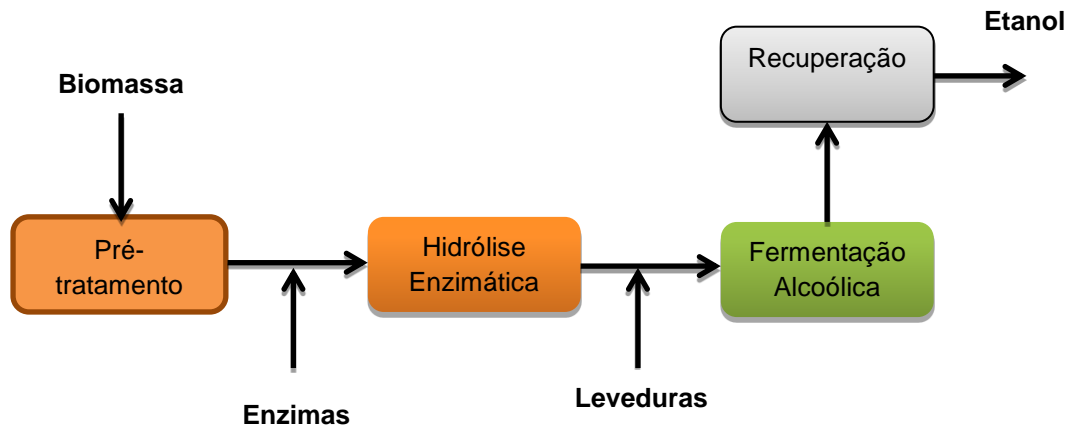 Biomassa
Pré-
tratamento
Enzimas
Hidrólise
Enzimática
Leveduras
Fermentação
Alcoólica
Recuperação
Etanol